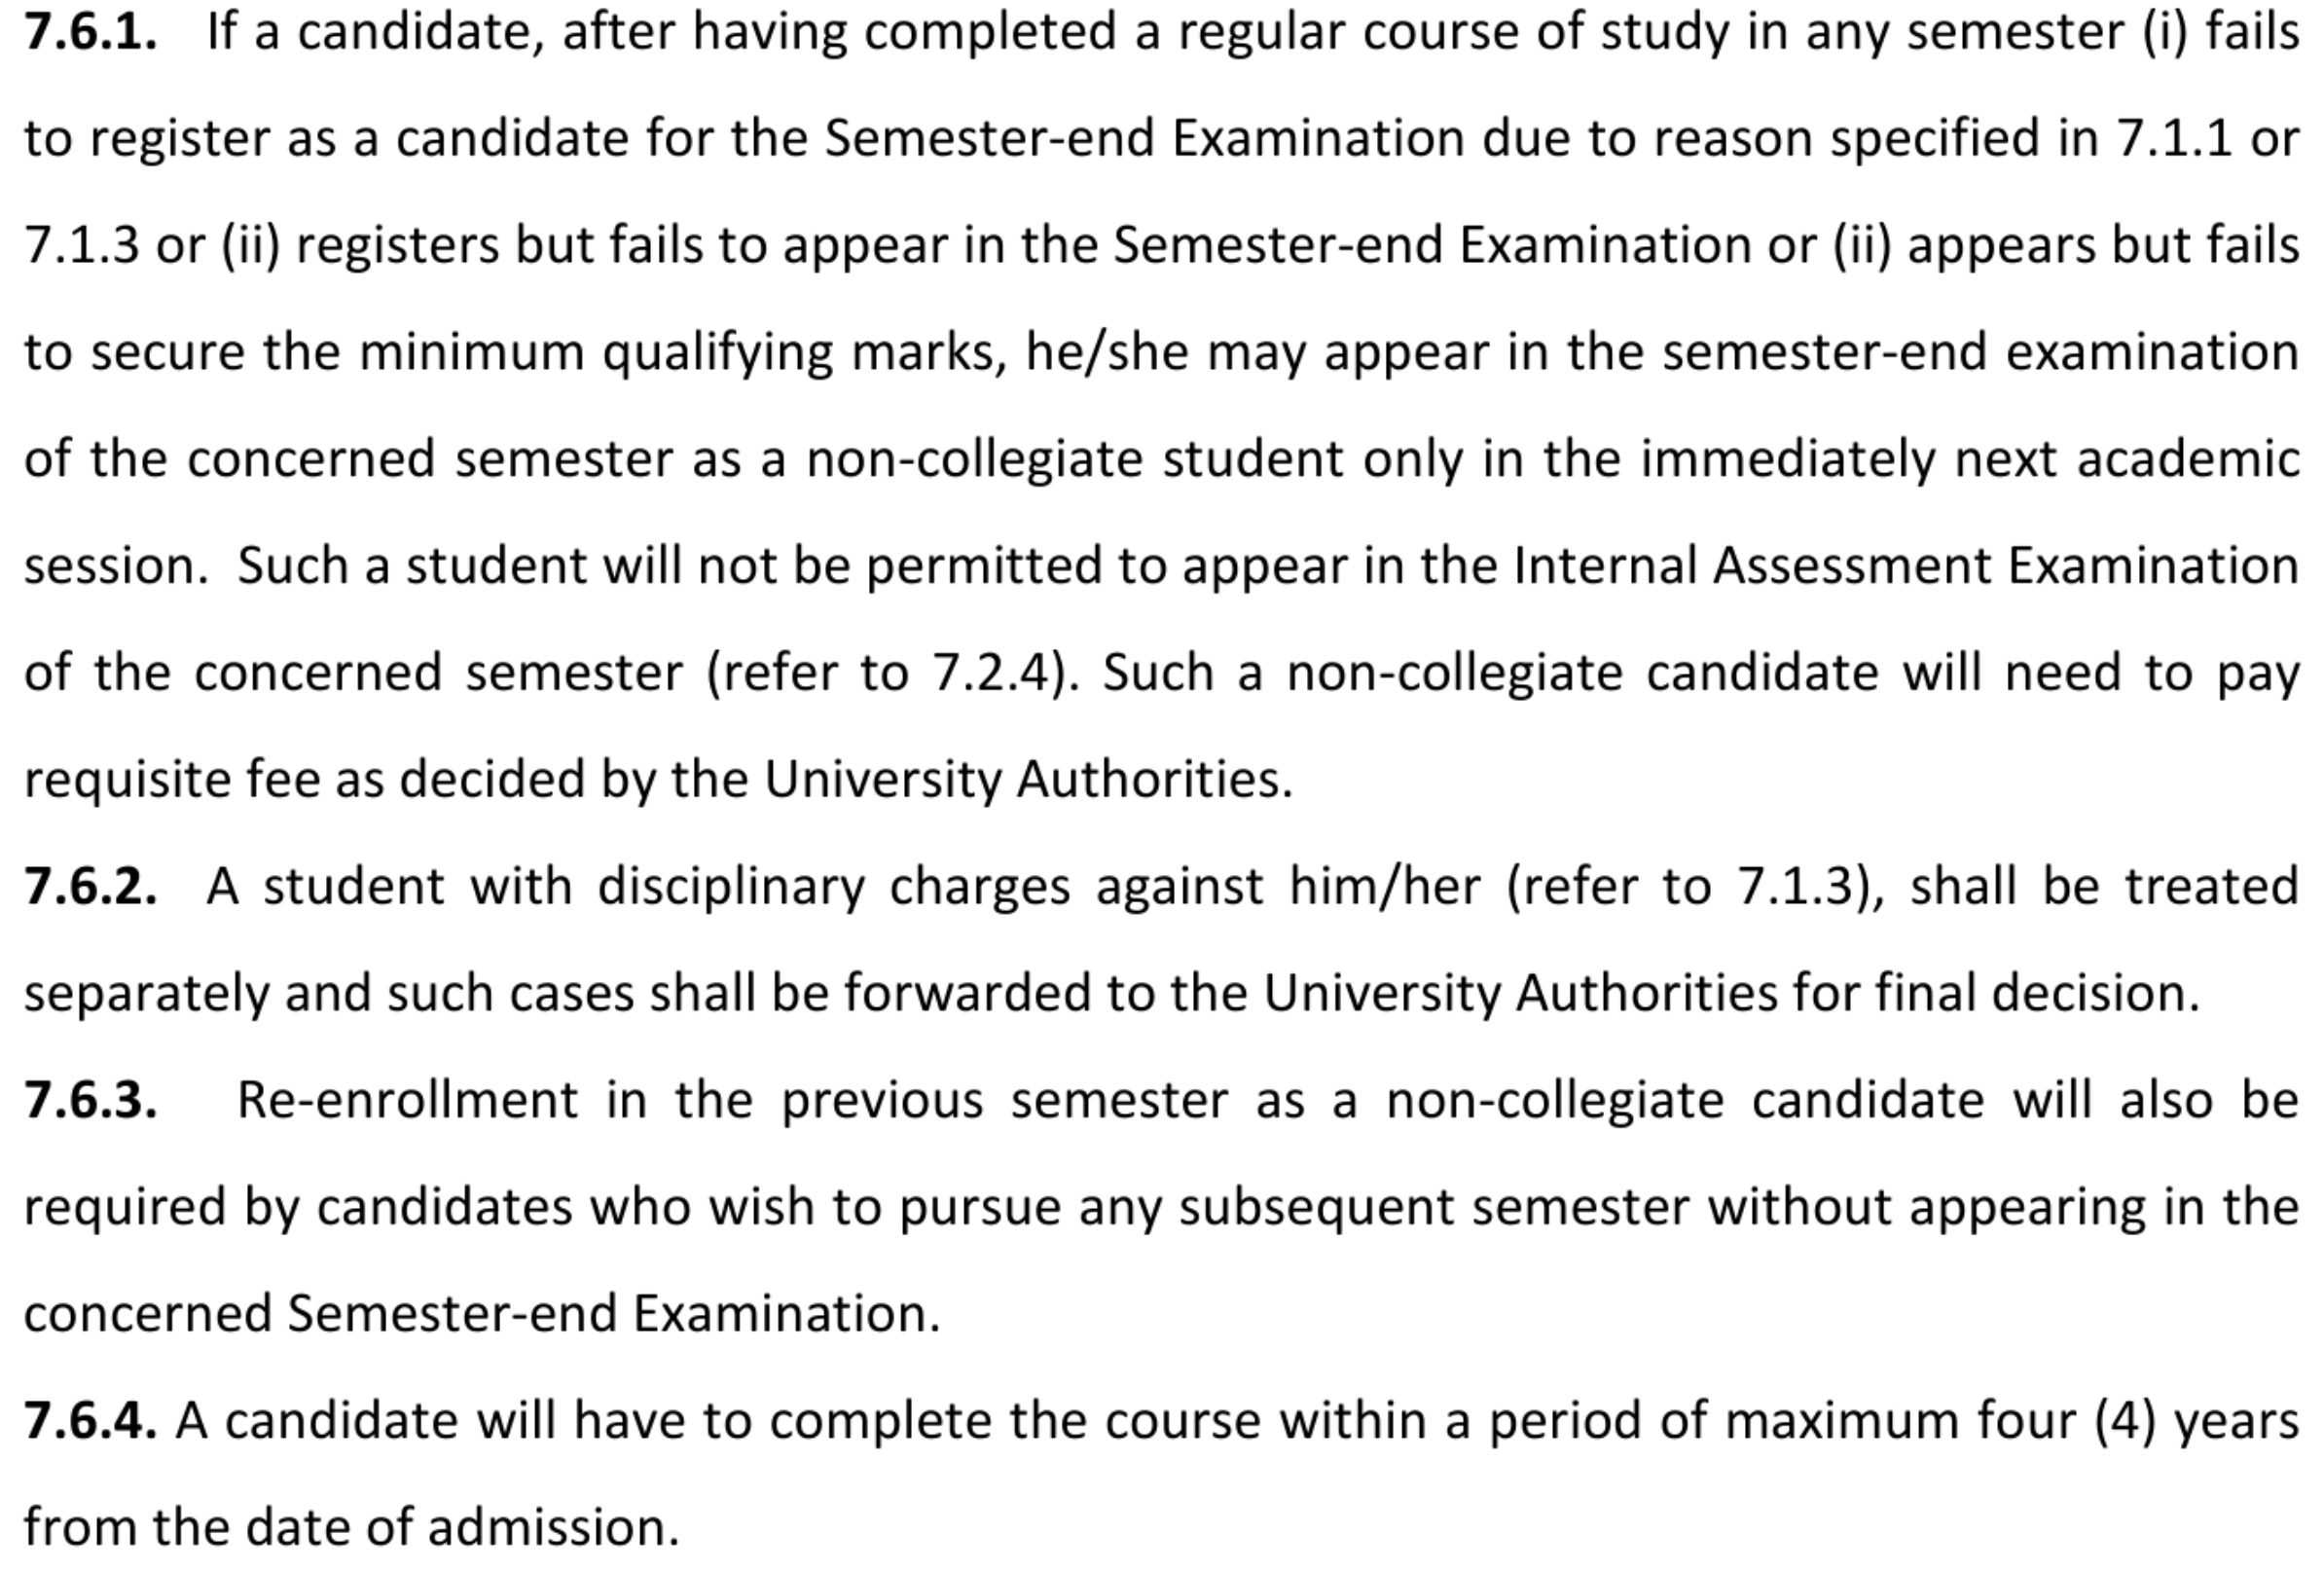 7.6.1. If a candidate, after having completed a regular course of study in any semester (i) fails
to register as a candidate for the Semester-end Examination due to reason specified in 7.1.1 or
7.1.3 or (ii) registers but fails to appear in the Semester-end Examination or (ii) appears but fails
to secure the minimum qualifying marks, he/she may appear in the semester-end examination
of the concerned semester as a non-collegiate student only in the immediately next academic
session. Such a student will not be permitted to appear in the Internal Assessment Examination
of the concerned semester (refer to 7.2.4). Such a non-collegiate candidate will need to pay
requisite fee as decided by the University Authorities.
7.6.2. A student with disciplinary charges against him/her (refer to 7.1.3), shall be treated
separately and such cases shall be forwarded to the University Authorities for final decision.
7.6.3. Re-enrollment in the previous semester as a non-collegiate candidate will also be
required by candidates who wish to pursue any subsequent semester without appearing in the
concerned Semester-end Examination.
7.6.4. A candidate will have to complete the course within a period of maximum four (4) years
from the date of admission.